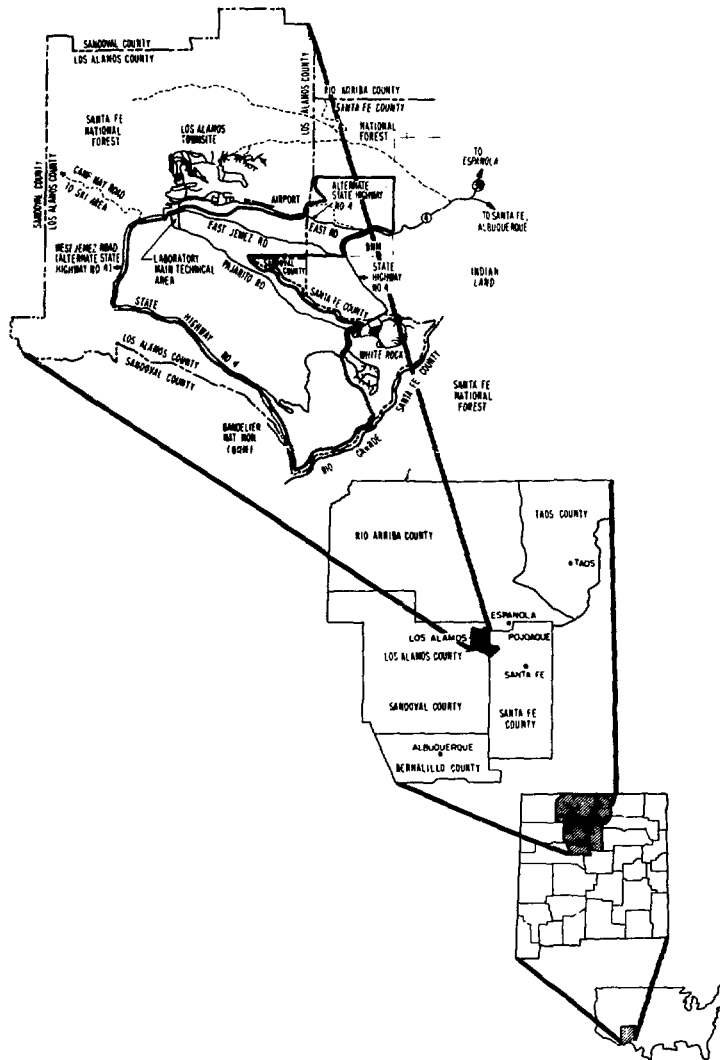 SANDOVAL COUNTY
LOS ALAMOS COUNTY
LOS ALAMOS COUNTY
RIO ARRIBA COUNTY
SANTA FE COUNTY
SANTA FE
NATIONAL
FOREST
LOS ALAMOS
TOWNSITE
NATIONAL
FOREST
TO
ESPANOLA
SANDOVAL COUNTY
LOS ALAMOS COUNTY
CAMP MAY ROAD
TO SKI AREA
AIRPORT
ALTERNATE
STATE
HIGHWAY
NO 4
TO SANTA FE,
ALBUQUERQUE
4
EAST RD
EAST JEMEZ RD
WEST JEMEZ ROAD
(ALTERNATE STATE
HIGHWAY NO 4)
LABORATORY
MAIN TECHNICAL
AREA
PAJARITO RD
COUNTY
BNM
STATE
HIGHWAY
NO 4
INDIAN
LAND
SANTA FE COUNTY
STATE HIGHWAY NO 4
LOS ALAMOS COUNTY
SANDOVAL COUNTY
WHITE ROCK
SANTA FE COUNTY
SANTA FE
NATIONAL
FOREST
BANDELIER
NAT MON
RIO GRANDE
TAOS COUNTY
RIO ARRIBA COUNTY
TAOS
ESPANOLA
LOS ALAMOS
POJOAQUE
LOS ALAMOS COUNTY
SANTA FE
SANDOVAL COUNTY
SANTA FE
COUNTY
ALBUQUERQUE
BERNALILLO COUNTY